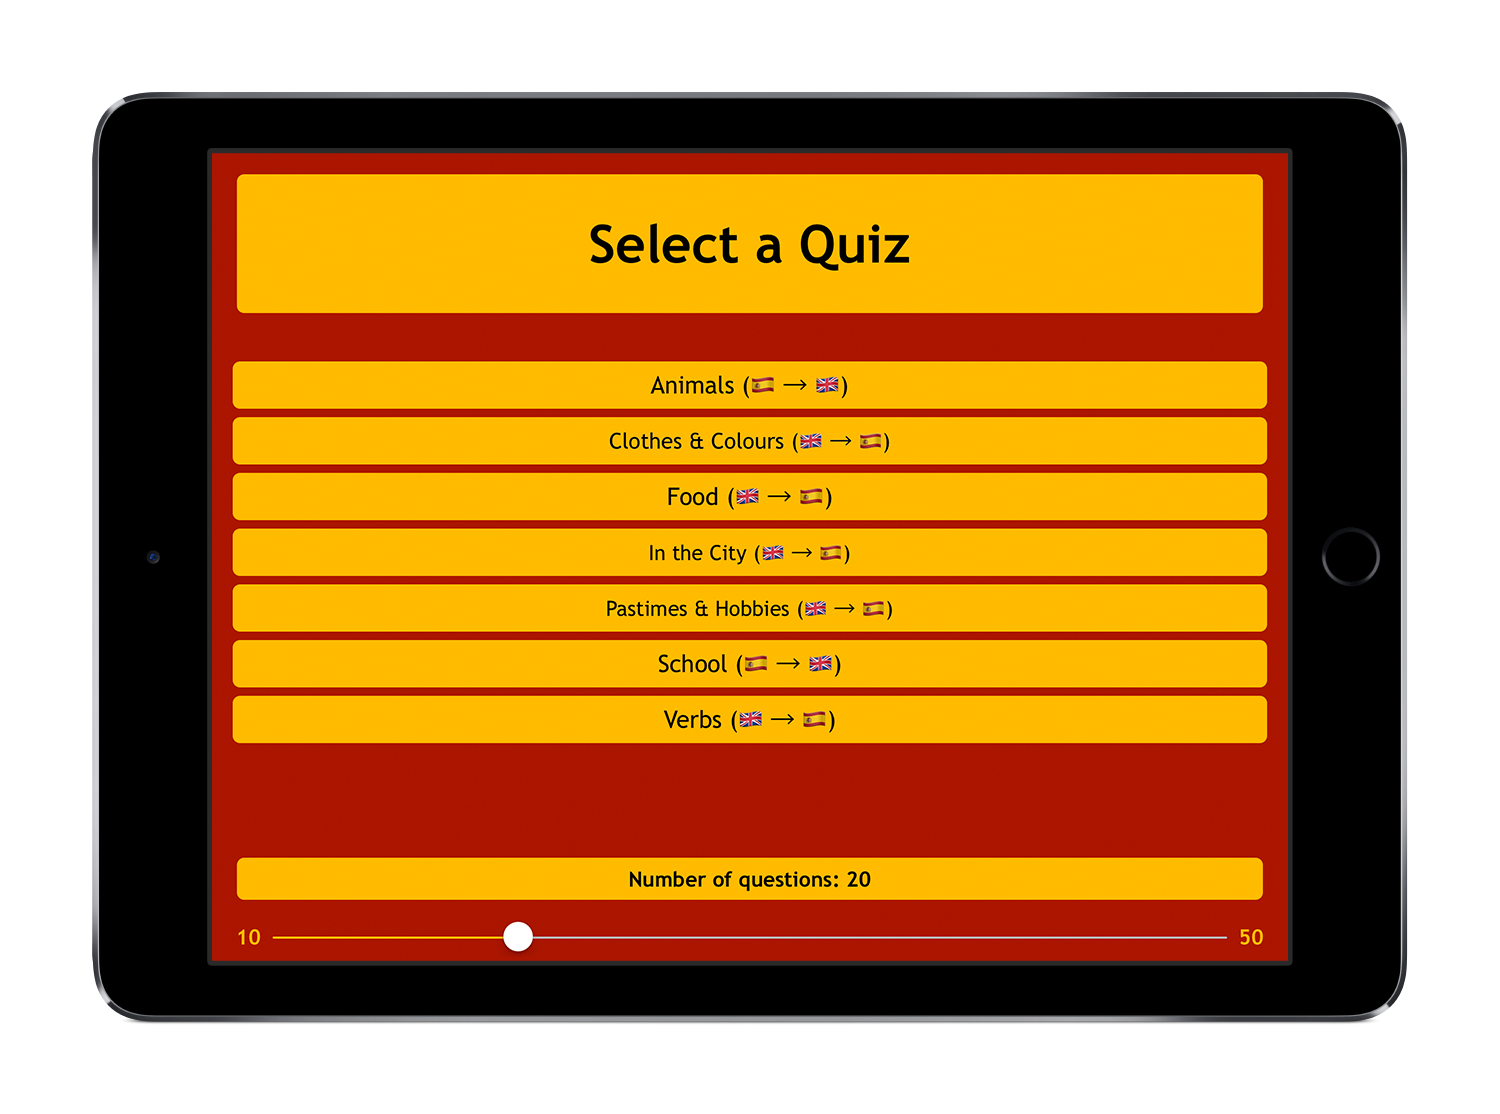 Select a Quiz
Animals (🇪🇸 → 🇬🇧)
Clothes & Colours (🇬🇧 → 🇪🇸)
Food (🇬🇧 → 🇪🇸)
In the City (🇬🇧 → 🇪🇸)
Pastimes & Hobbies (🇬🇧 → 🇪🇸)
School (🇪🇸 → 🇬🇧)
Verbs (🇬🇧 → 🇪🇸)
Number of questions: 20
10 50